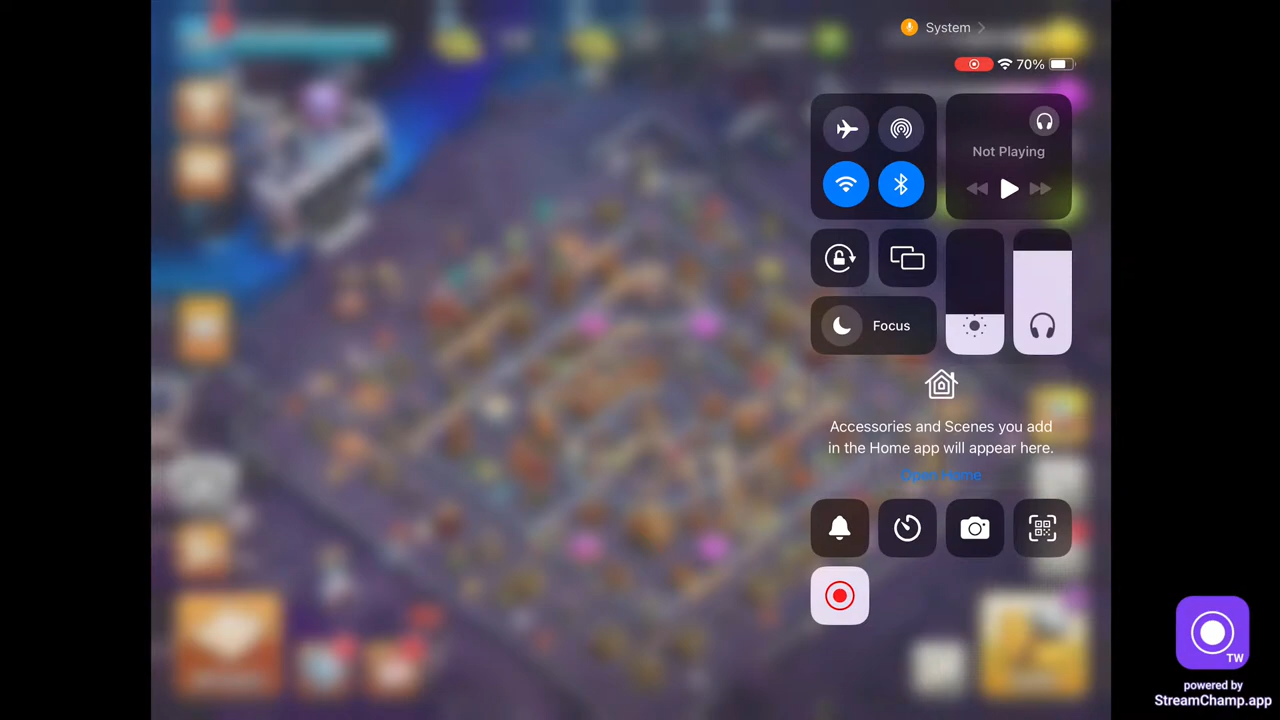 System
70%
Not Playing
Focus
Accessories and Scenes you add
in the Home app will appear here.
Open Home
TW
powered by
StreamChamp.app